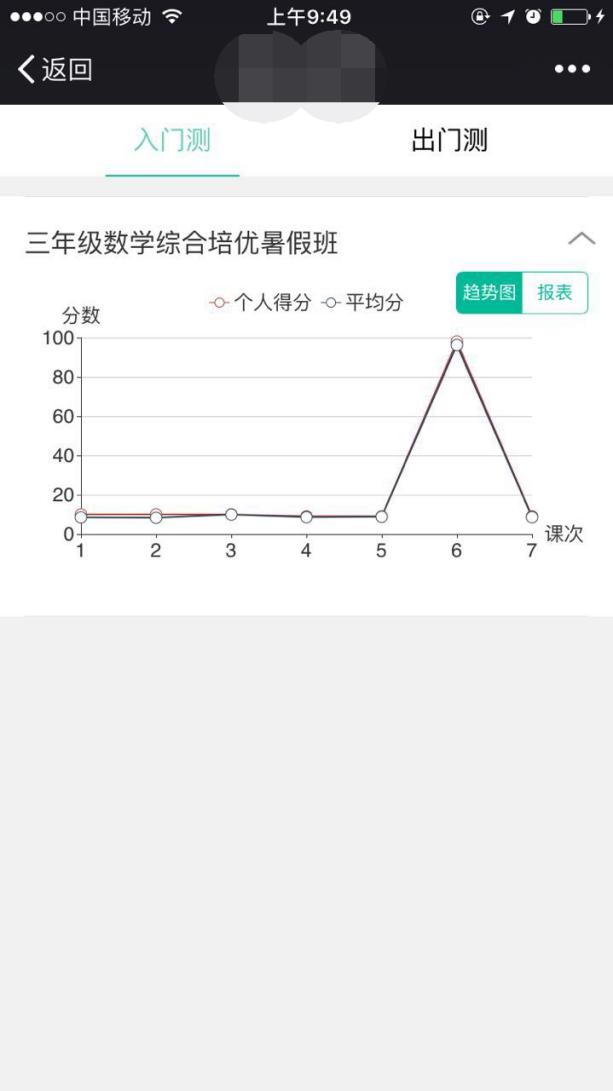 中国移动 上午9:49
返回
入门测 出门测
三年级数学综合培优暑假班
趋势图 报表
个人得分 平均分
分数
100
80
60
40
20
0
课次
1 2 3 4 5 6 7